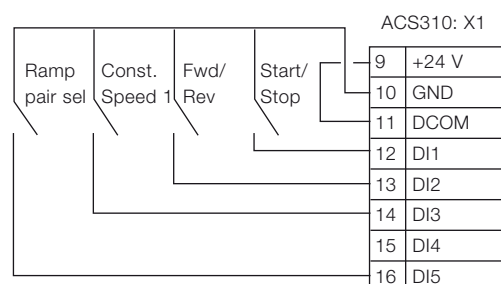 ACS310: X1
Ramp pair sel
Const. Speed 1
Fwd/ Rev
Start/ Stop
9 +24 V
10 GND
11 DCOM
12 DI1
13 DI2
14 DI3
15 DI4
16 DI5